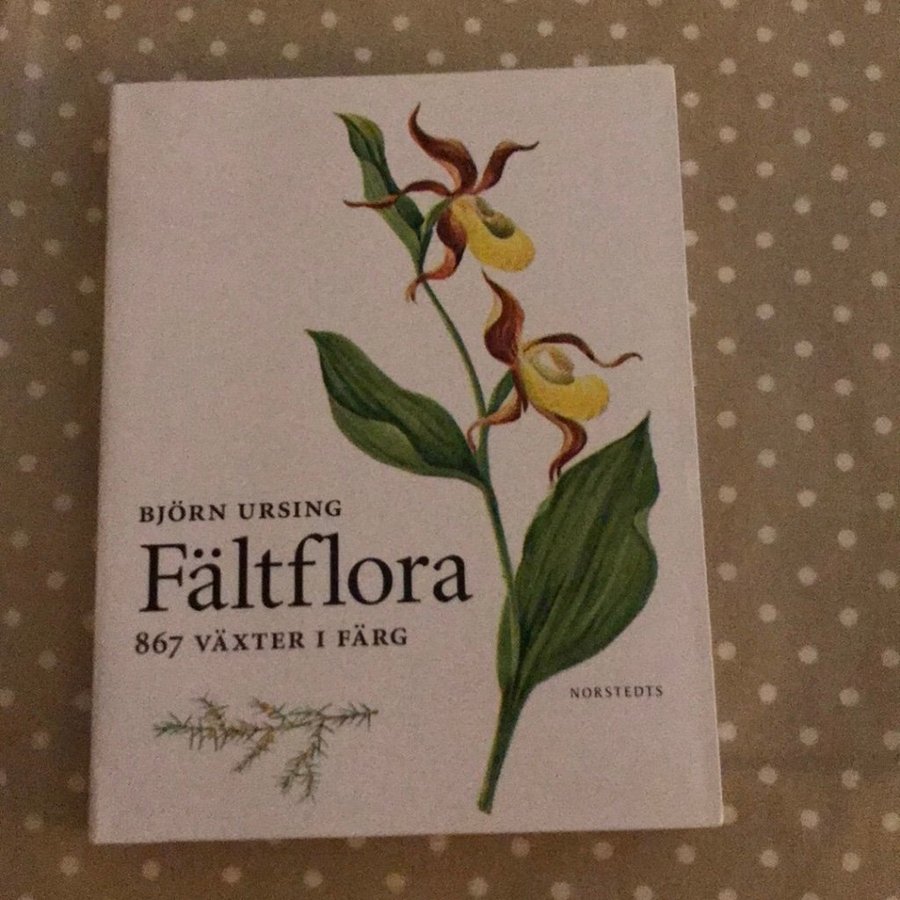 BJÖRN URSING
Fältflora
867 VÄXTER I FÄRG
NORSTEDTS